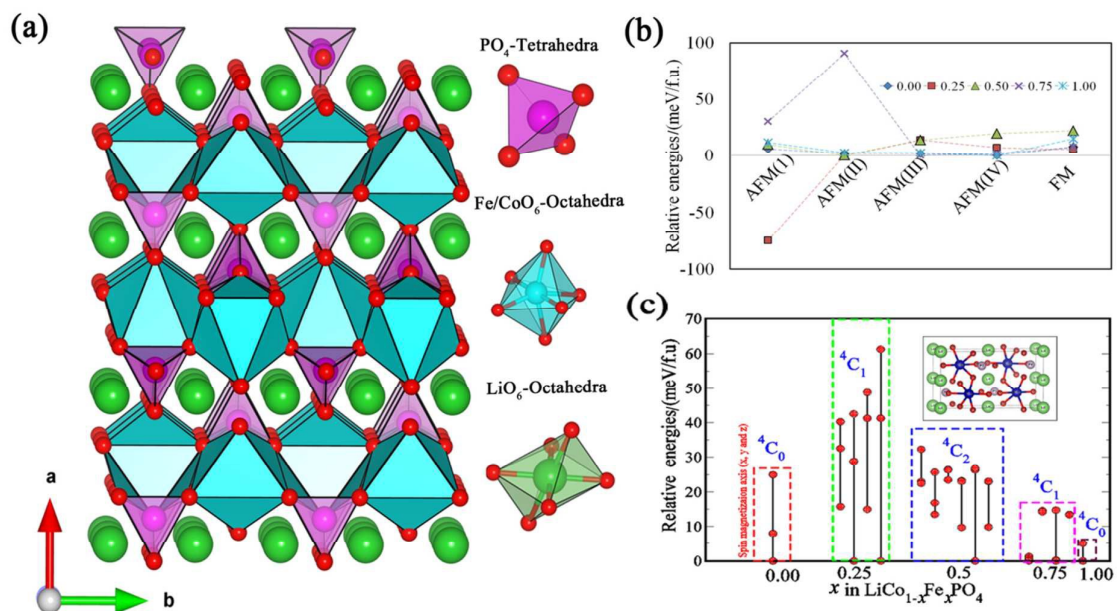 (a)
PO4-Tetrahedra
Fe/CoO6-Octahedra
LiO6-Octahedra
a
b
(b)
Relative energies/(meV/f.u.)
100
50
0
-50
-100
0.00 0.25 0.50 0.75 1.00
AFM(I)
AFM(II)
AFM(III)
AFM(IV)
FM
(c)
Relative energies/(meV/f.u)
70
60
50
40
30
20
10
0
Spin magnetizaion axis (x, y and z)
4C0
4C1
4C2
4C1
4C0
0.00 0.25 0.5 0.75 1.00
x in LiCo1-xFexPO4